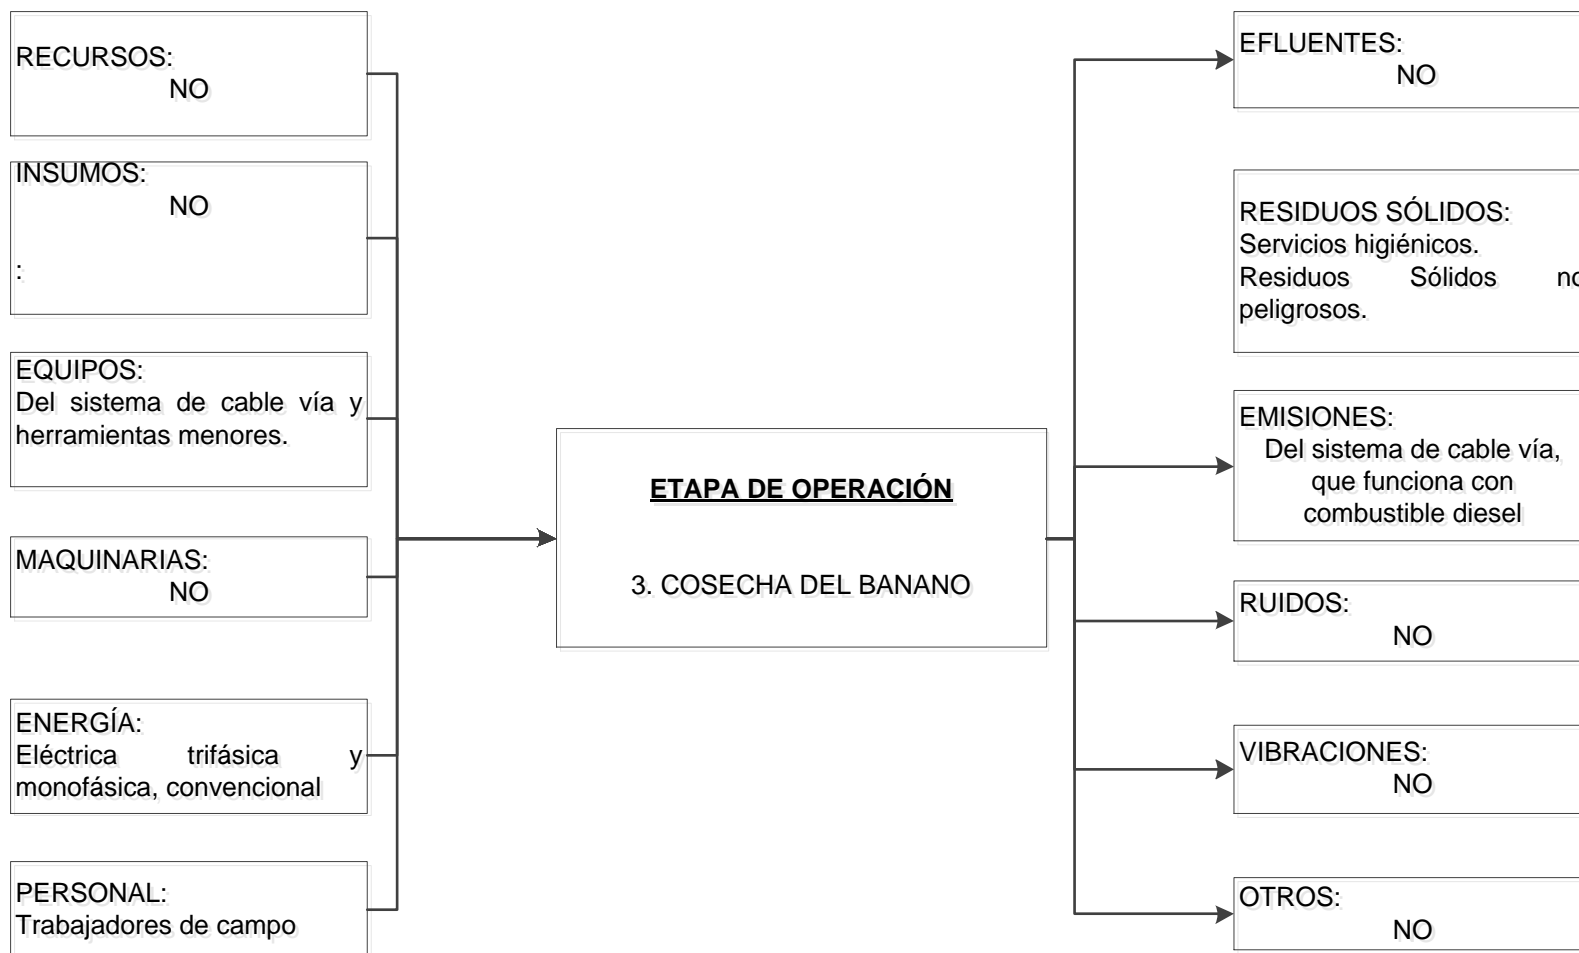 RECURSOS:
NO
INSUMOS:
NO
:
EQUIPOS:
Del sistema de cable vía y
herramientas menores.
MAQUINARIAS:
NO
ENERGÍA:
Eléctrica trifásica y
monofásica, convencional
PERSONAL:
Trabajadores de campo
ETAPA DE OPERACIÓN
3. COSECHA DEL BANANO
EFLUENTES:
NO
RESIDUOS SÓLIDOS:
Servicios higiénicos.
Residuos Sólidos no
peligrosos.
EMISIONES:
Del sistema de cable vía,
que funciona con
combustible diesel
RUIDOS:
NO
VIBRACIONES:
NO
OTROS:
NO